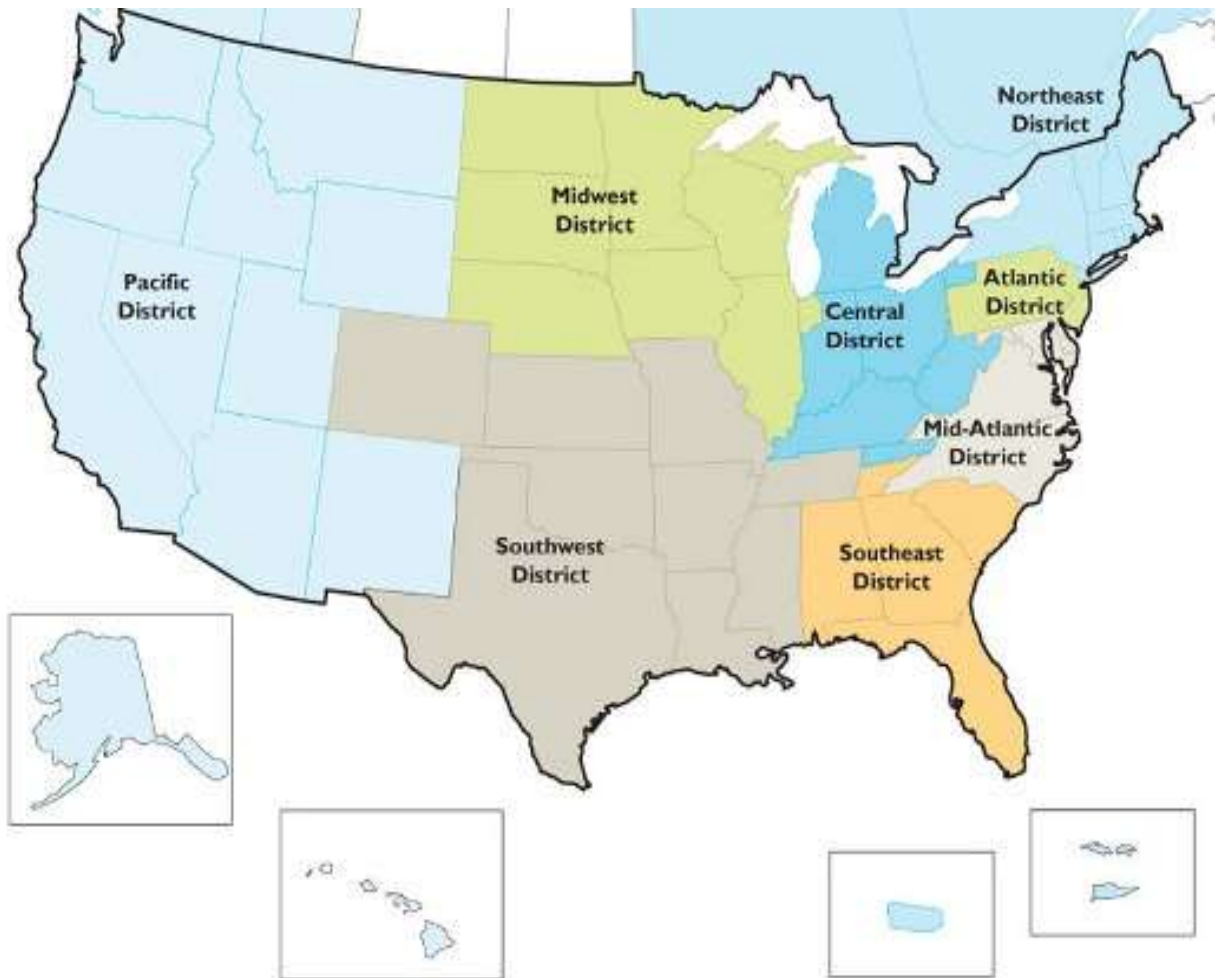 Northeast
District
Midwest
District
Pacific
District
Atlantic
District
Central
District
Mid-Atlantic
District
Southwest
District
Southeast
District